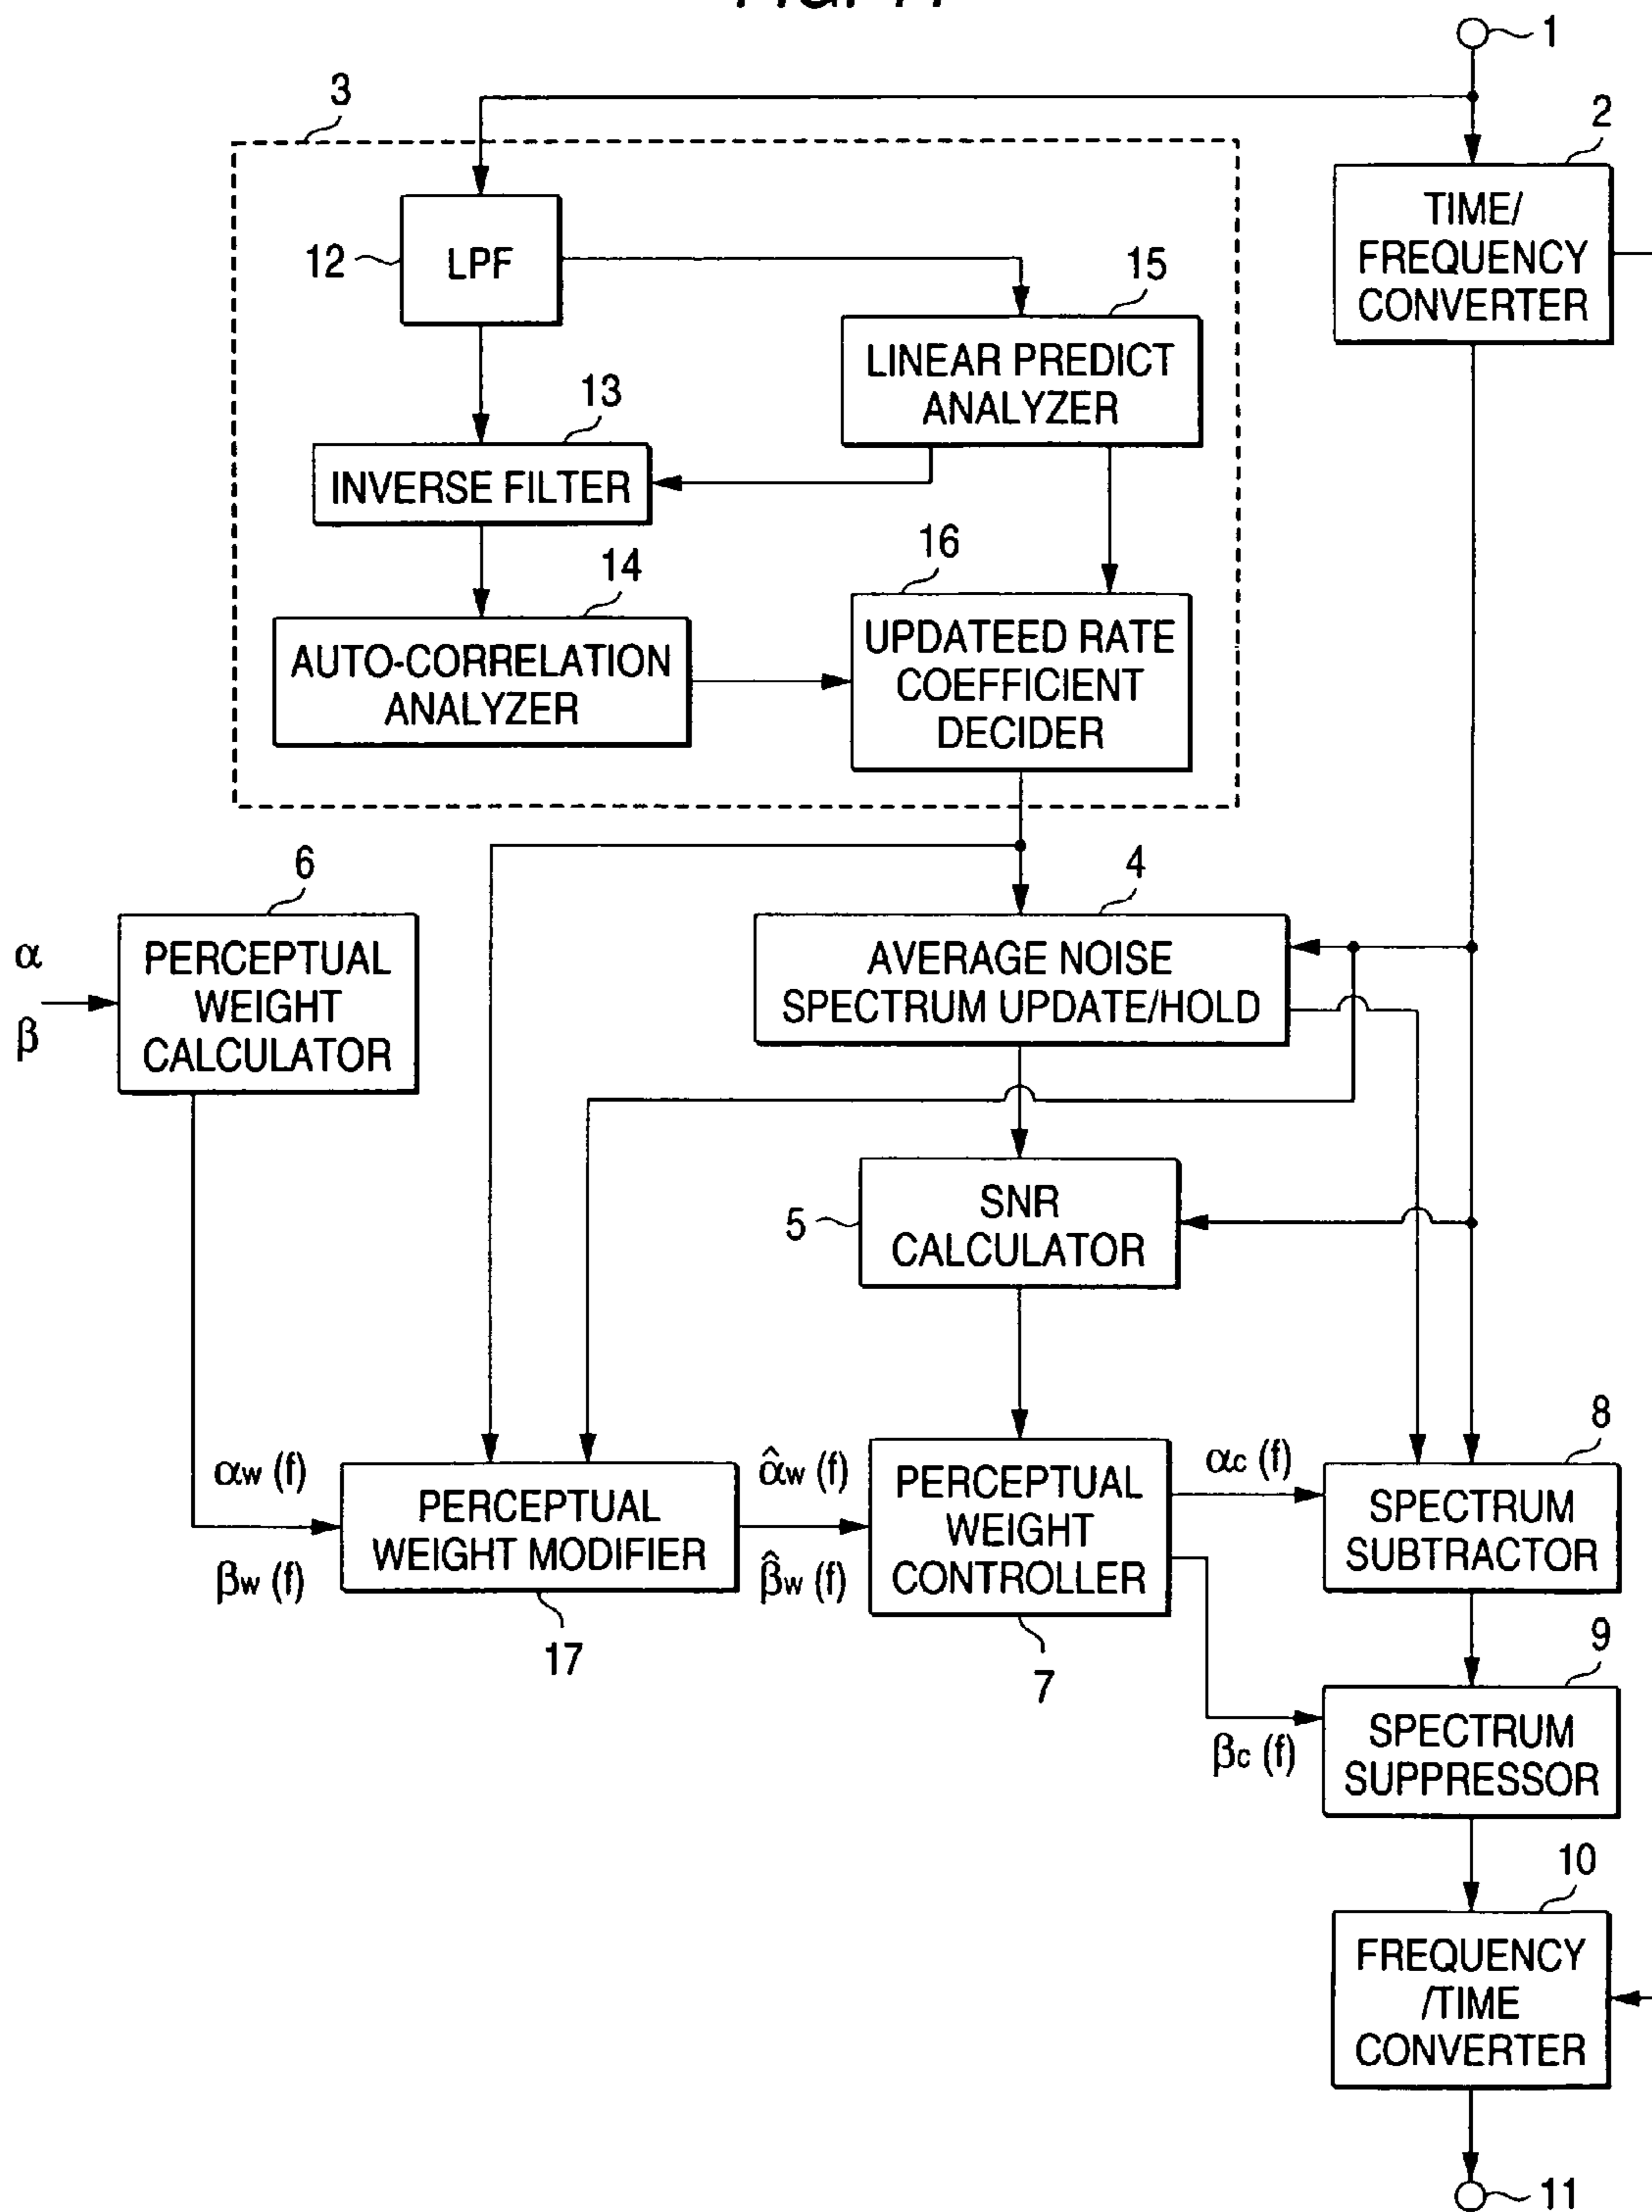 1
3
2
TIME/
FREQUENCY
CONVERTER
12
LPF
15
LINEAR PREDICT
ANALYZER
13
INVERSE FILTER
14
AUTO-CORRELATION
ANALYZER
16
UPDATEED RATE
COEFFICIENT
DECIDER
6
α
β
PERCEPTUAL
WEIGHT
CALCULATOR
4
AVERAGE NOISE
SPECTRUM UPDATE/HOLD
5
SNR
CALCULATOR
αw (f)
βw (f)
PERCEPTUAL
WEIGHT MODIFIER
17
α̂w (f)
β̂w (f)
PERCEPTUAL
WEIGHT
CONTROLLER
7
αc (f)
βc (f)
8
SPECTRUM
SUBTRACTOR
9
SPECTRUM
SUPPRESSOR
10
FREQUENCY
/TIME
CONVERTER
11